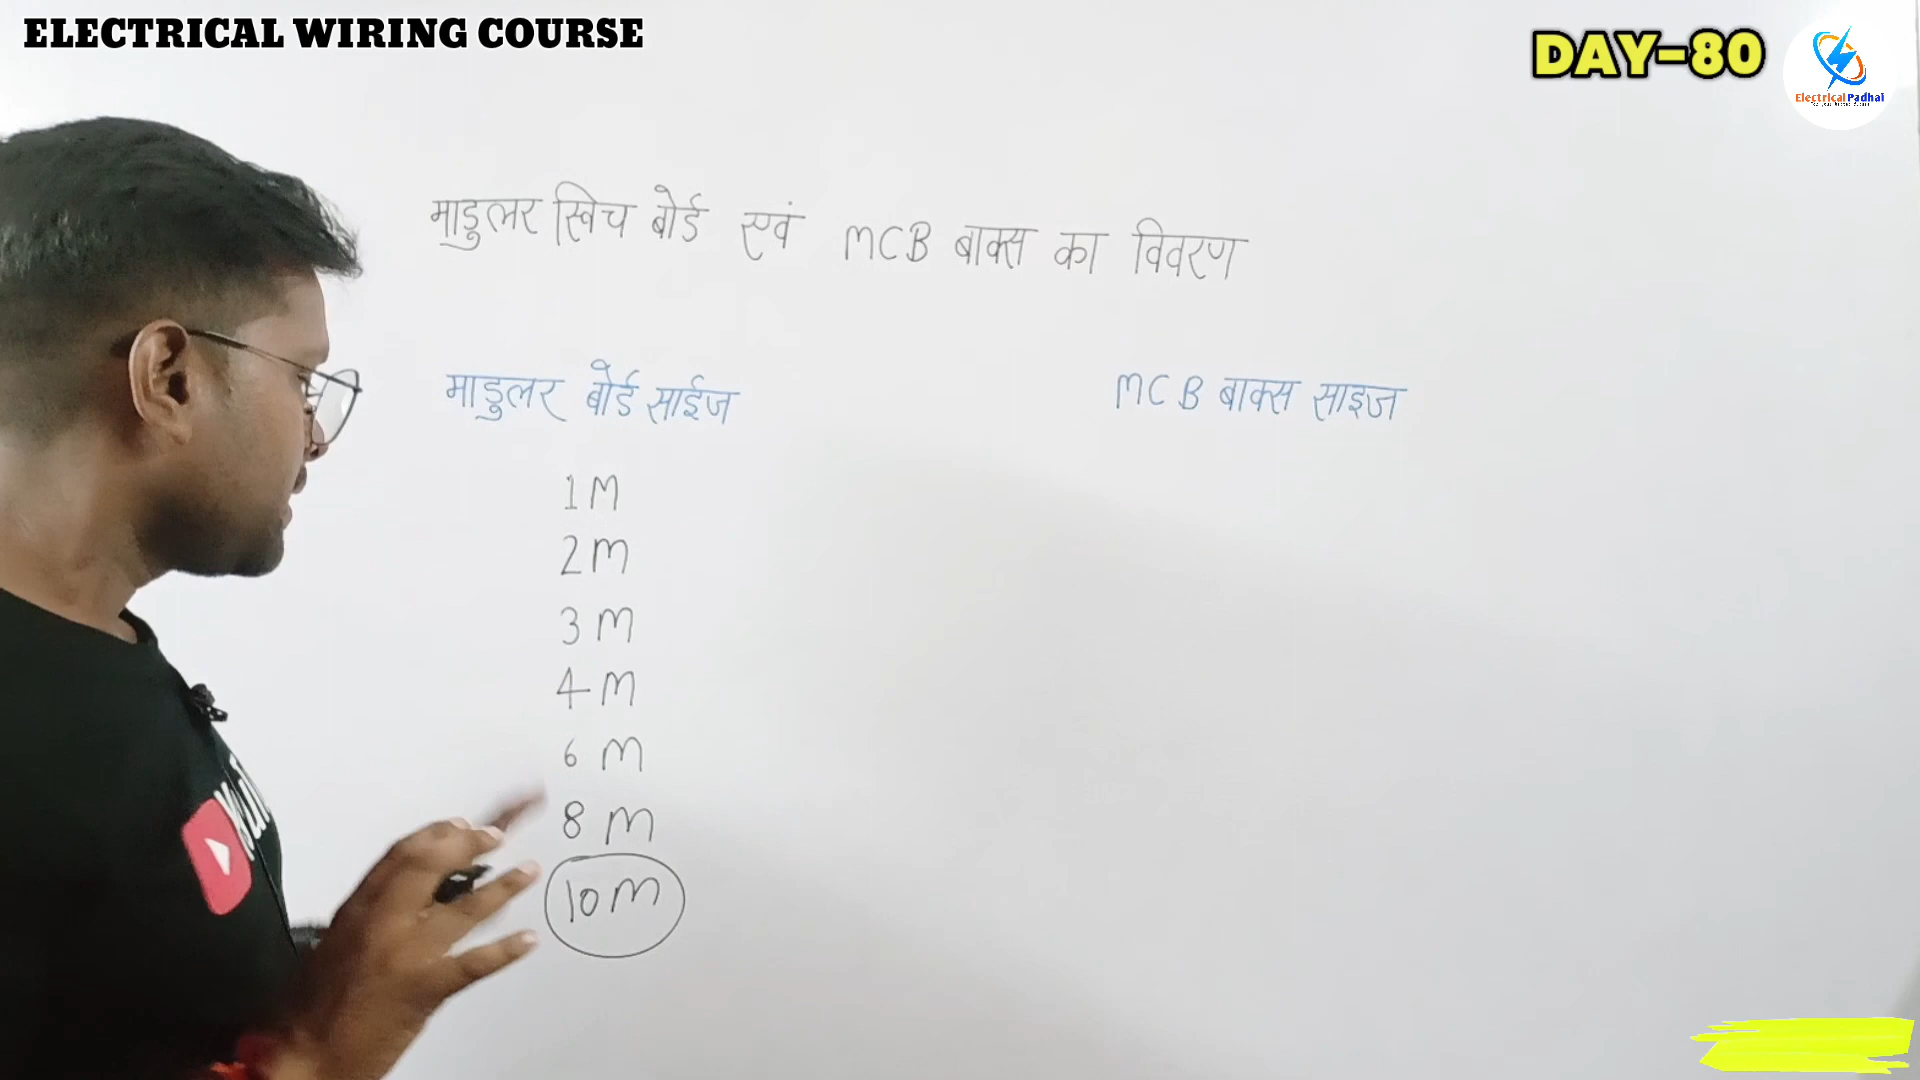 ELECTRICAL WIRING COURSE
DAY-80
ElectricalPadhai
माडुलर स्विच बोर्ड एवं MCB बाक्स का विवरण
माडुलर बोर्ड साईज
MCB बाक्स साइज
1M
2M
3M
4M
6M
8M
10M